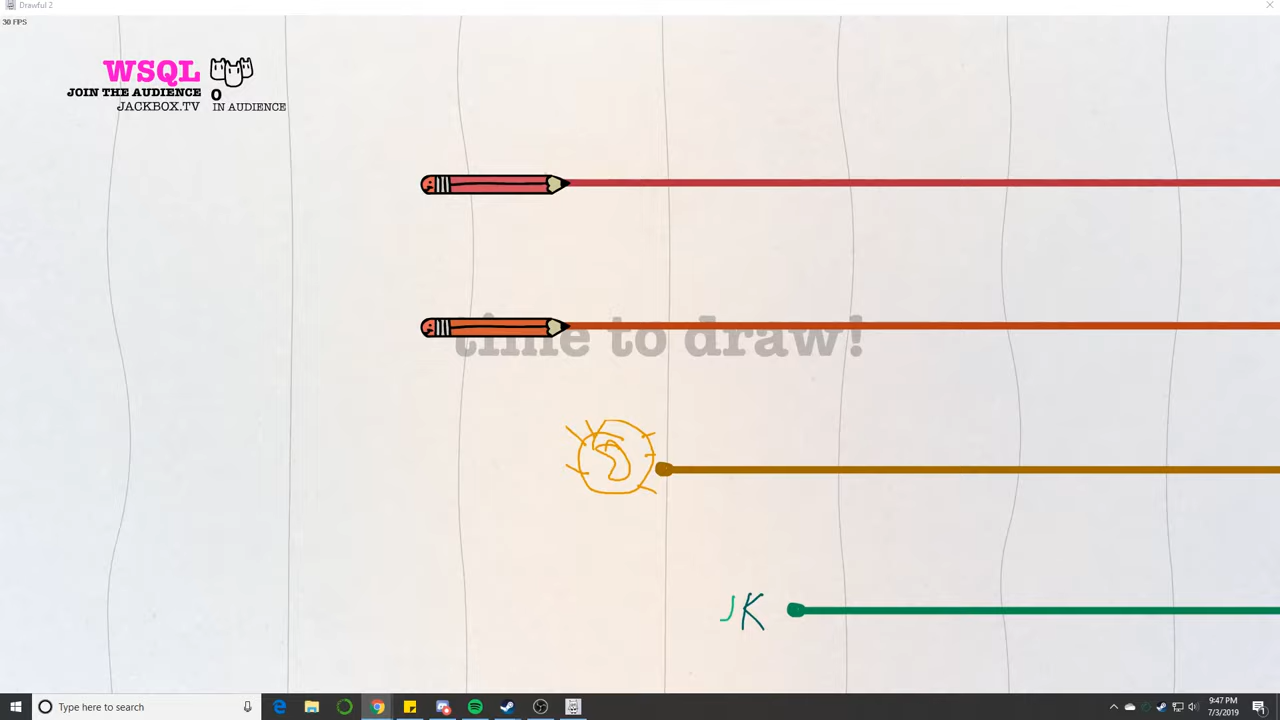 Drawful 2
30 FPS
WSQL
JOIN THE AUDIENCE
JACKBOX.TV
0
IN AUDIENCE
time to draw!
JK
Type here to search
9:47 PM
7/3/2019
1